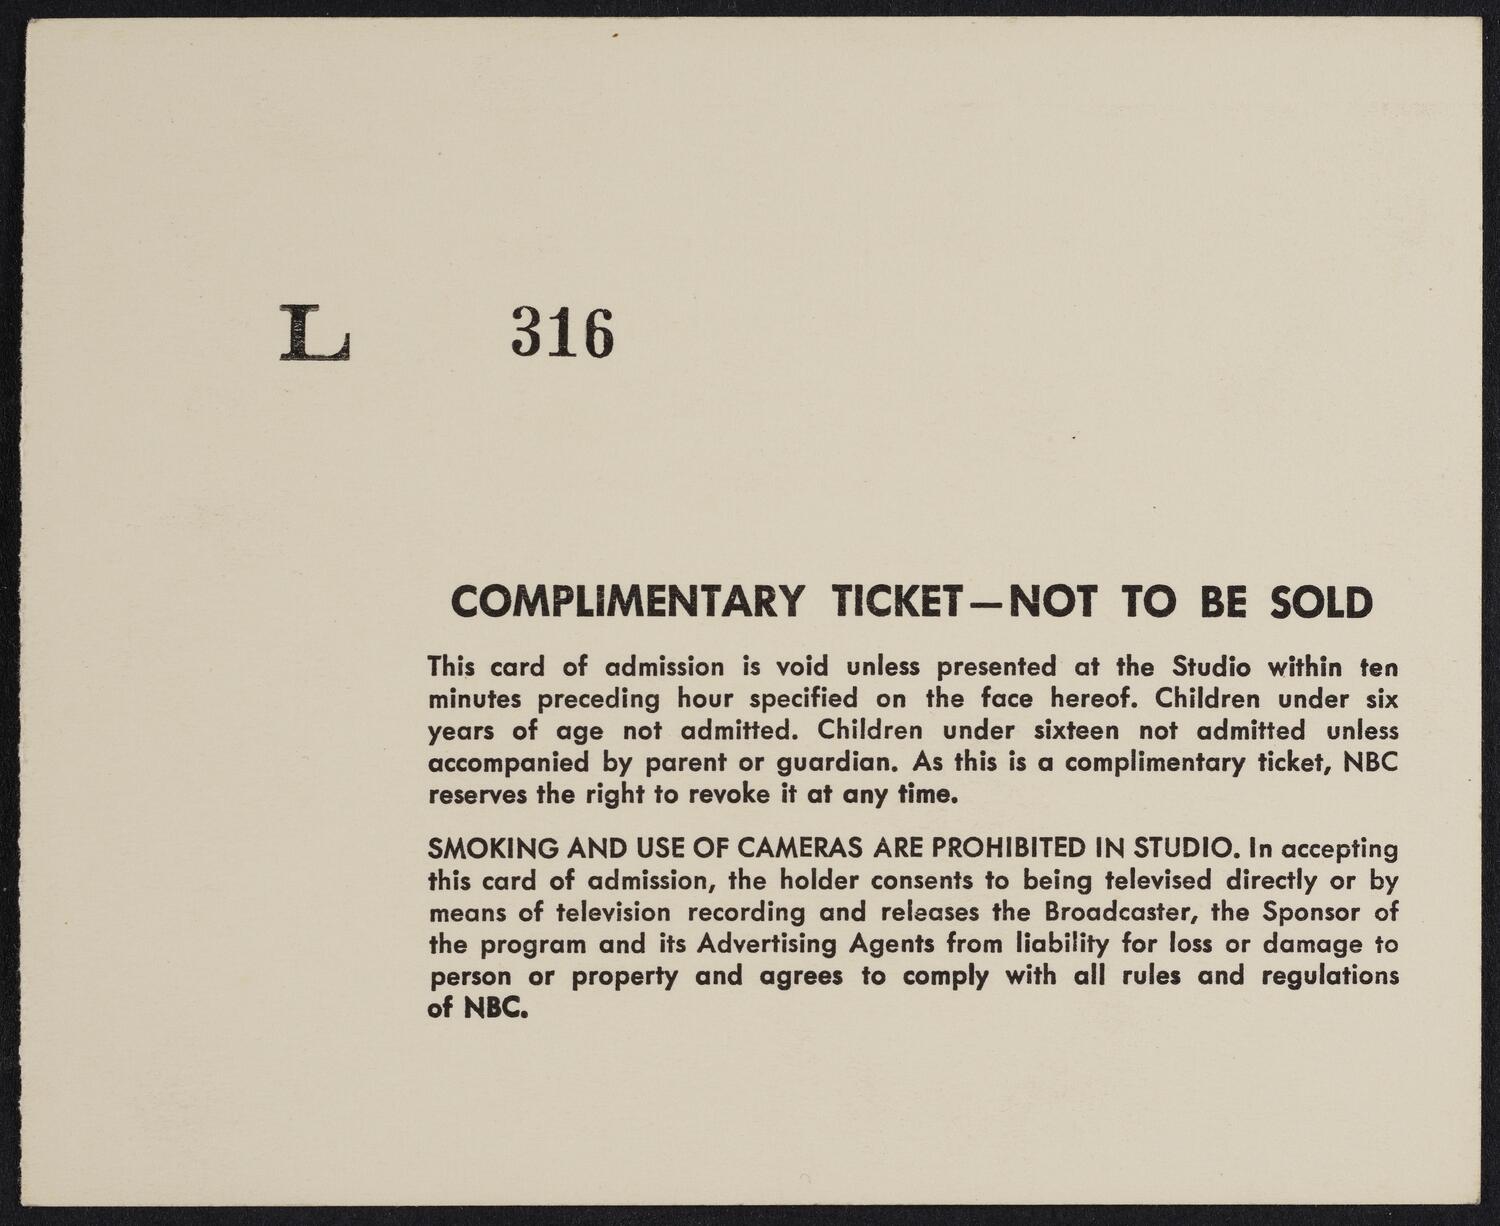 L 316
COMPLIMENTARY TICKET—NOT TO BE SOLD
This card of admission is void unless presented at the Studio within ten
minutes preceding hour specified on the face hereof. Children under six
years of age not admitted. Children under sixteen not admitted unless
accompanied by parent or guardian. As this is a complimentary ticket, NBC
reserves the right to revoke it at any time.
SMOKING AND USE OF CAMERAS ARE PROHIBITED IN STUDIO. In accepting
this card of admission, the holder consents to being televised directly or by
means of television recording and releases the Broadcaster, the Sponsor of
the program and its Advertising Agents from liability for loss or damage to
person or property and agrees to comply with all rules and regulations
of NBC.